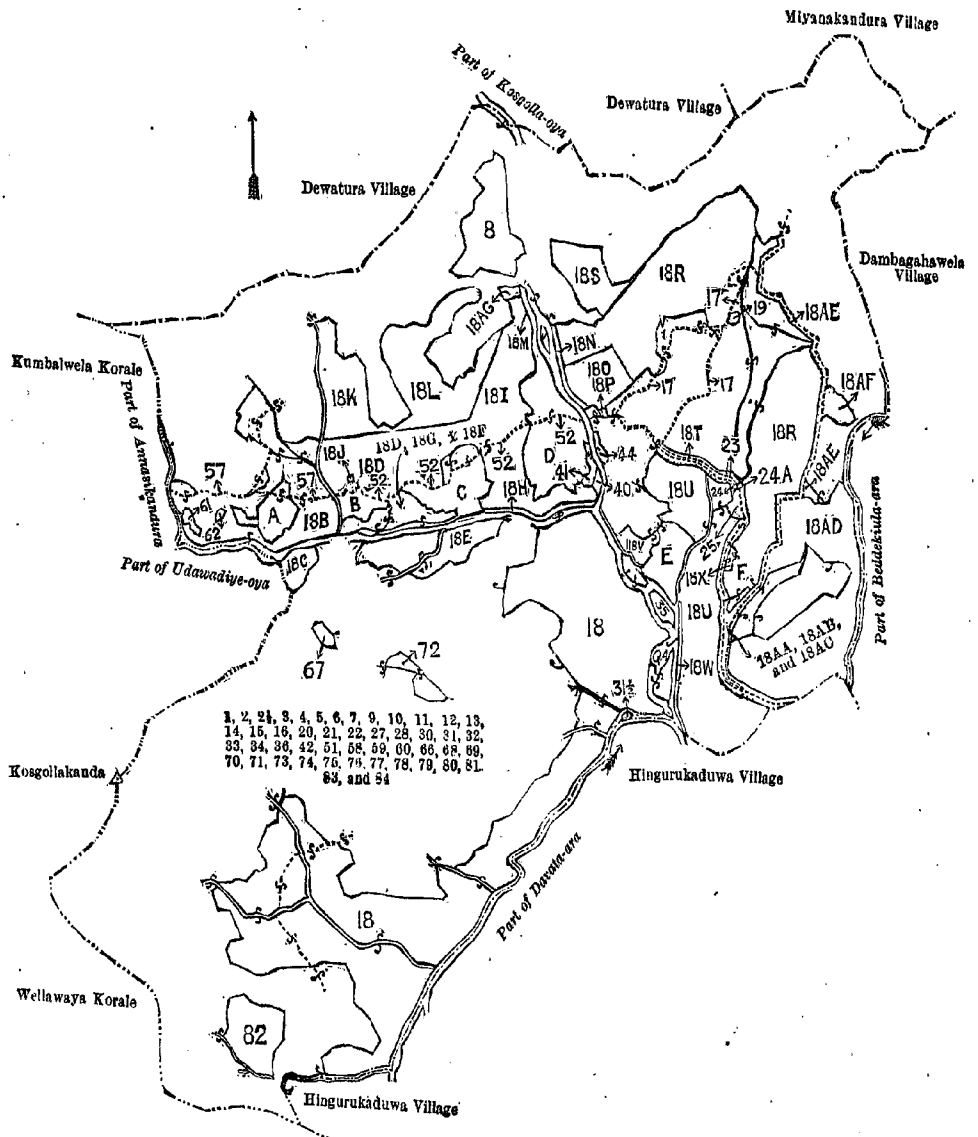 Miyanakandura Village
Part of Kosgolla-oya
Dewatura Village
Dewatura Village
8
18S
18R
Dambagahawela
Village
17
19
18AE
18AG
18M
18N
Kumbalwela Korale
18K
18L
18I
18O
18P
17
17
18AF
Part of Annasikandura
18J
18D, 18G, & 18F
52
18T
23
18R
18AE
57
57
18D
52
52
52
D
41
44
24A
61
62
A
18B
B
C
18H
40
18U
18AD
18E
18V
E
25
18X
F
Part of Udawadiye-oya
18C
35
18U
Part of Beddekuda-ara
67
72
18
18W
18AA, 18AB,
and 18AC
3½
1, 2, 2½, 3, 4, 5, 6, 7, 9, 10, 11, 12, 13,
14, 15, 16, 20, 21, 22, 27, 28, 30, 31, 32,
33, 34, 36, 42, 51, 58, 59, 60, 66, 68, 69,
70, 71, 73, 74, 75, 76, 77, 78, 79, 80, 81,
83, and 84
Kosgollakanda
Hingurukaduwa Village
Part of Davata-ara
18
Wellawaya Korale
82
Hingurukaduwa Village